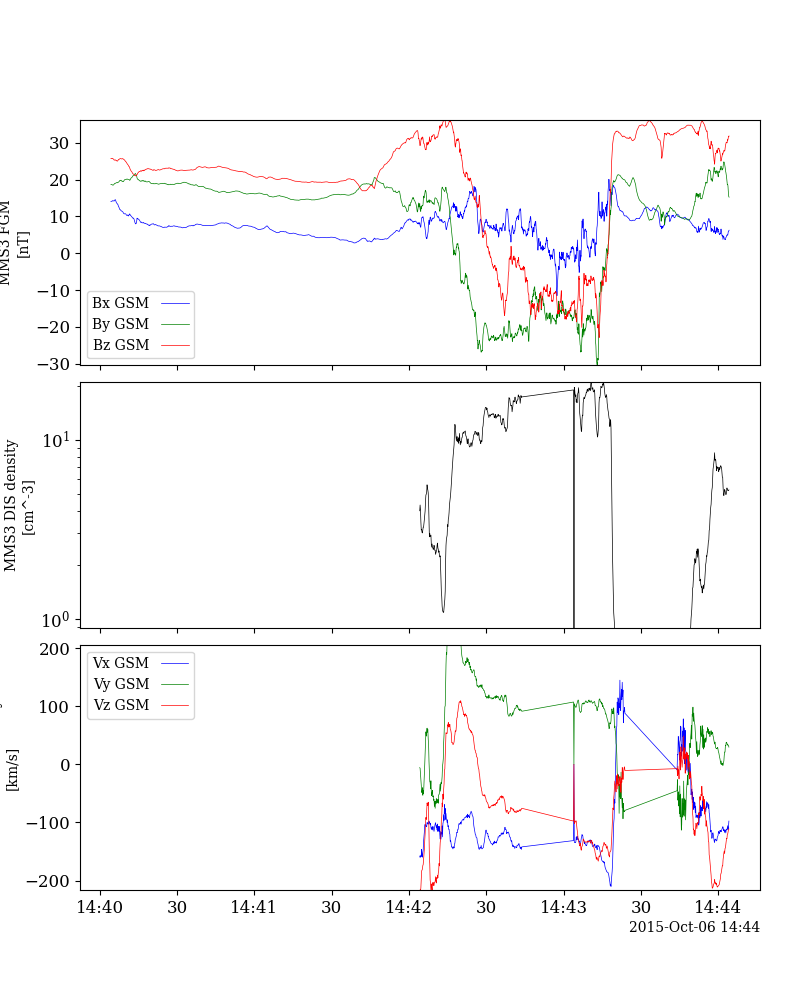 30
20
10
0
−10
−20
−30
MMS3 FGM
[nT]
Bx GSM
By GSM
Bz GSM
10^1
10^0
MMS3 DIS density
[cm^-3]
200
100
0
−100
−200
[km/s]
Vx GSM
Vy GSM
Vz GSM
14:40 30 14:41 30 14:42 30 14:43 30 14:44
2015-Oct-06 14:44